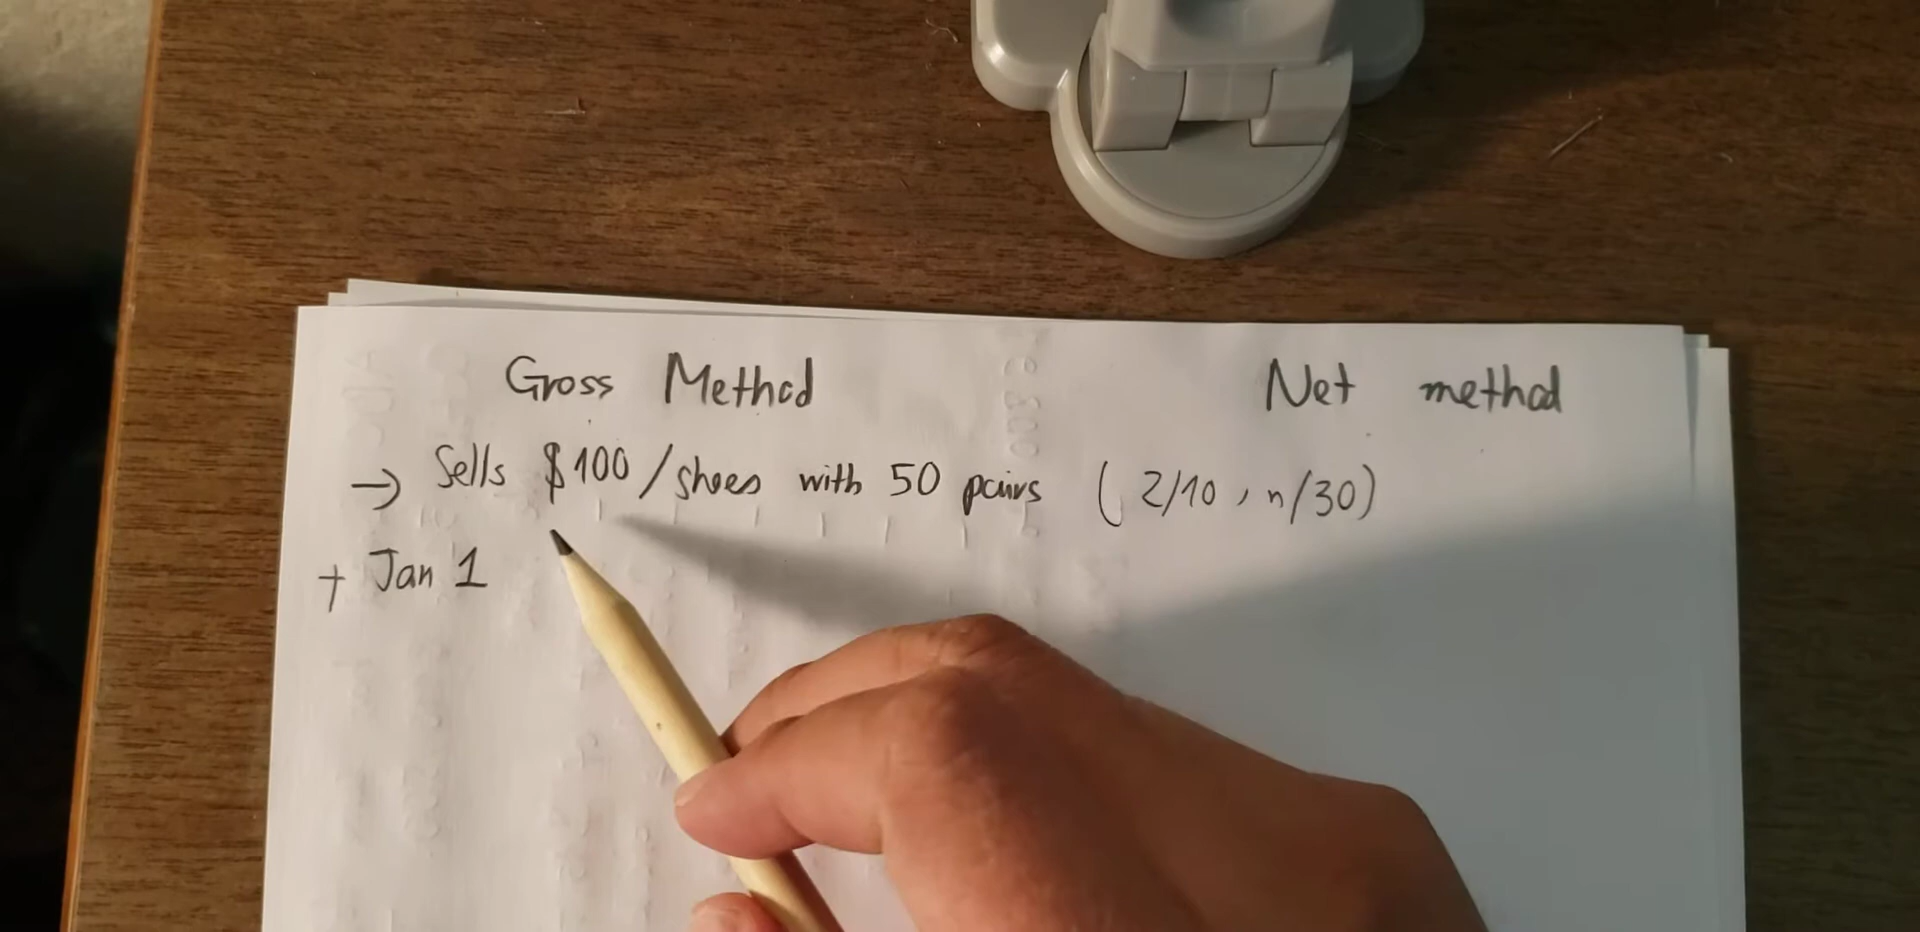 Gross Method Net method
→ Sells $100/shoes with 50 pairs (2/10, n/30)
+ Jan 1